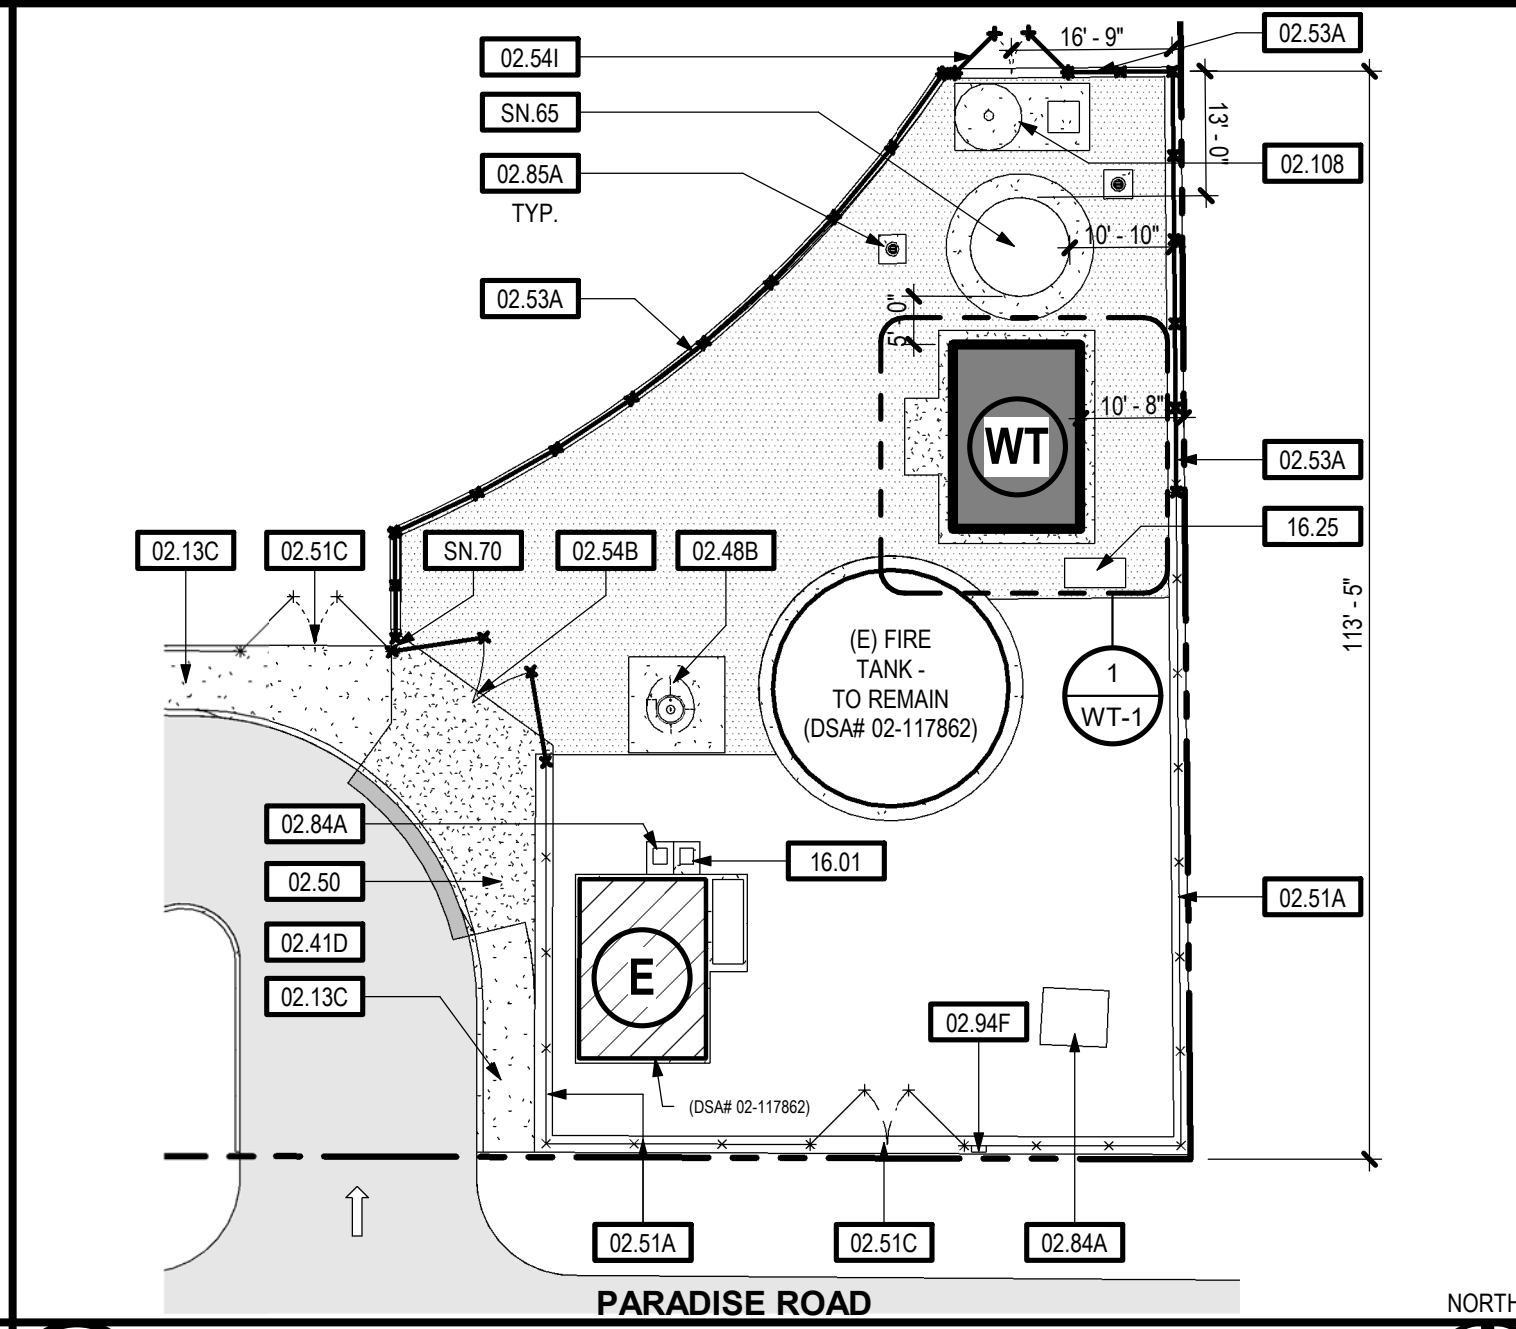 16' - 9"
02.53A
02.54I
SN.65
13' - 0"
02.108
02.85A
TYP.
10' - 10"
02.53A
5' - 0"
10' - 8"
WT
02.53A
16.25
02.13C
02.51C
SN.70
02.54B
02.48B
113' - 5"
(E) FIRE
TANK -
TO REMAIN
(DSA# 02-117862)
1
WT-1
02.84A
16.01
02.50
02.51A
02.41D
E
02.13C
02.94F
(DSA# 02-117862)
02.51A
02.51C
02.84A
PARADISE ROAD
NORTH